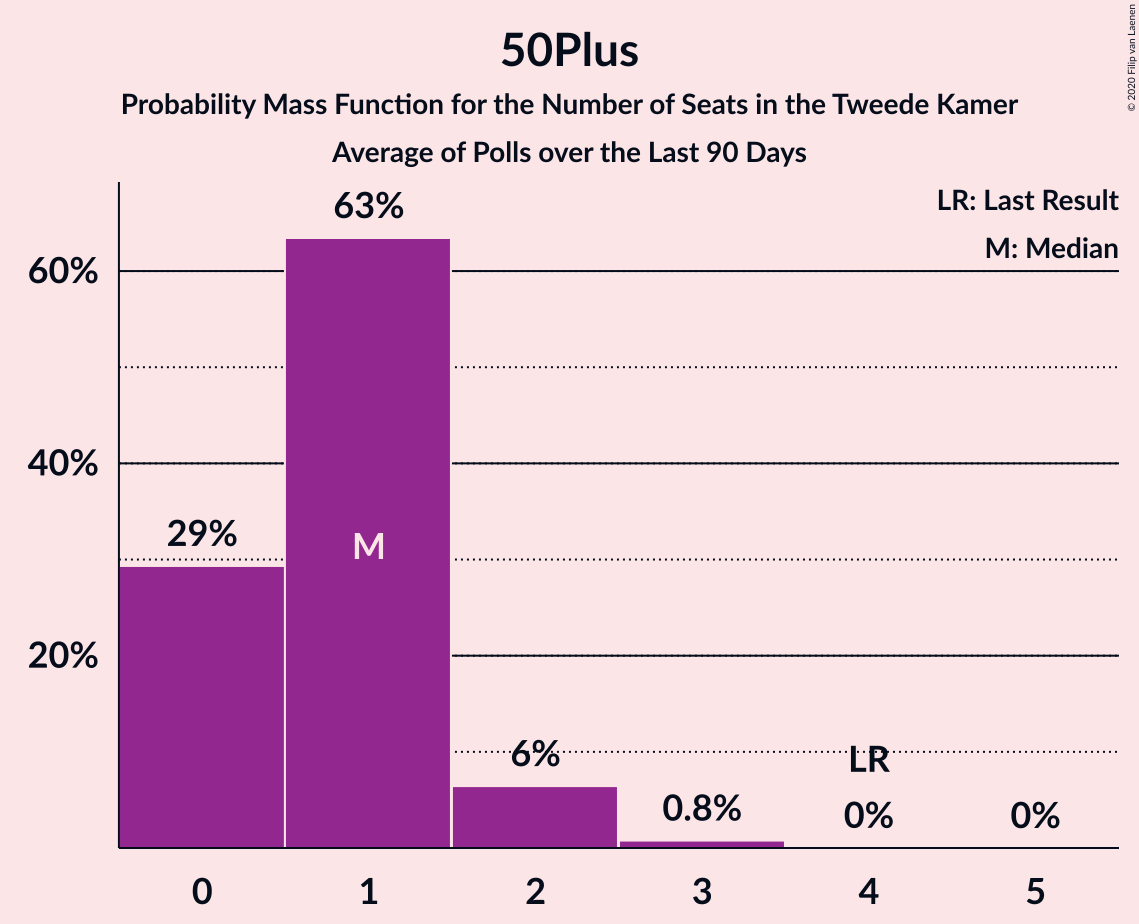 50Plus
Probability Mass Function for the Number of Seats in the Tweede Kamer
Average of Polls over the Last 90 Days
© 2020 Filip van Laenen
LR: Last Result
M: Median
63%
60%
40%
29%
M
20%
6%
LR
0.8%
0%
0%
0 1 2 3 4 5